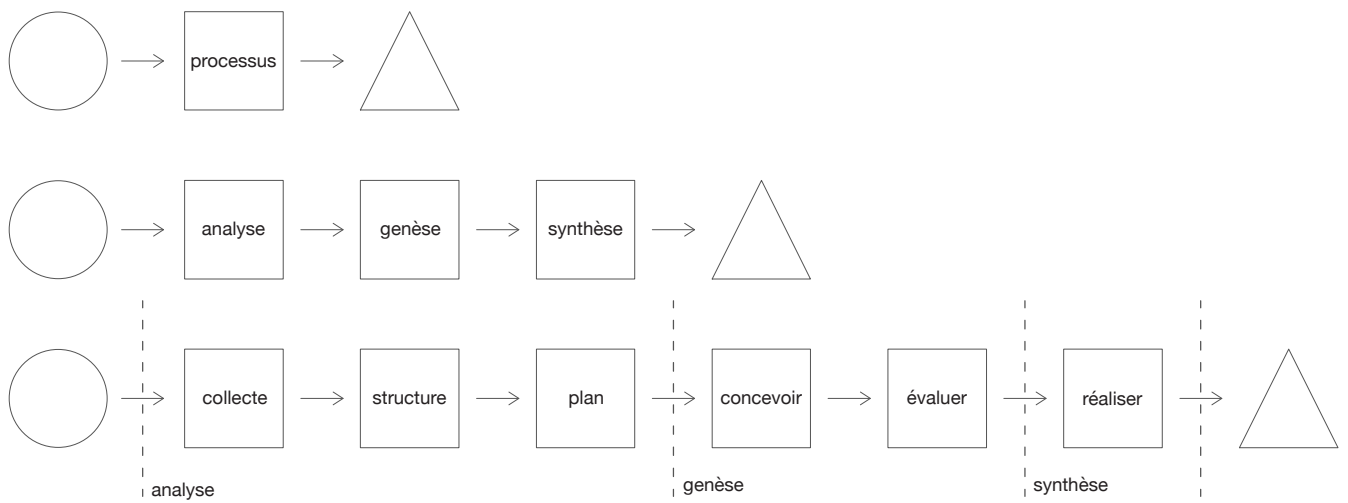 processus
analyse genèse synthèse
collecte structure plan concevoir évaluer réaliser
analyse genèse synthèse